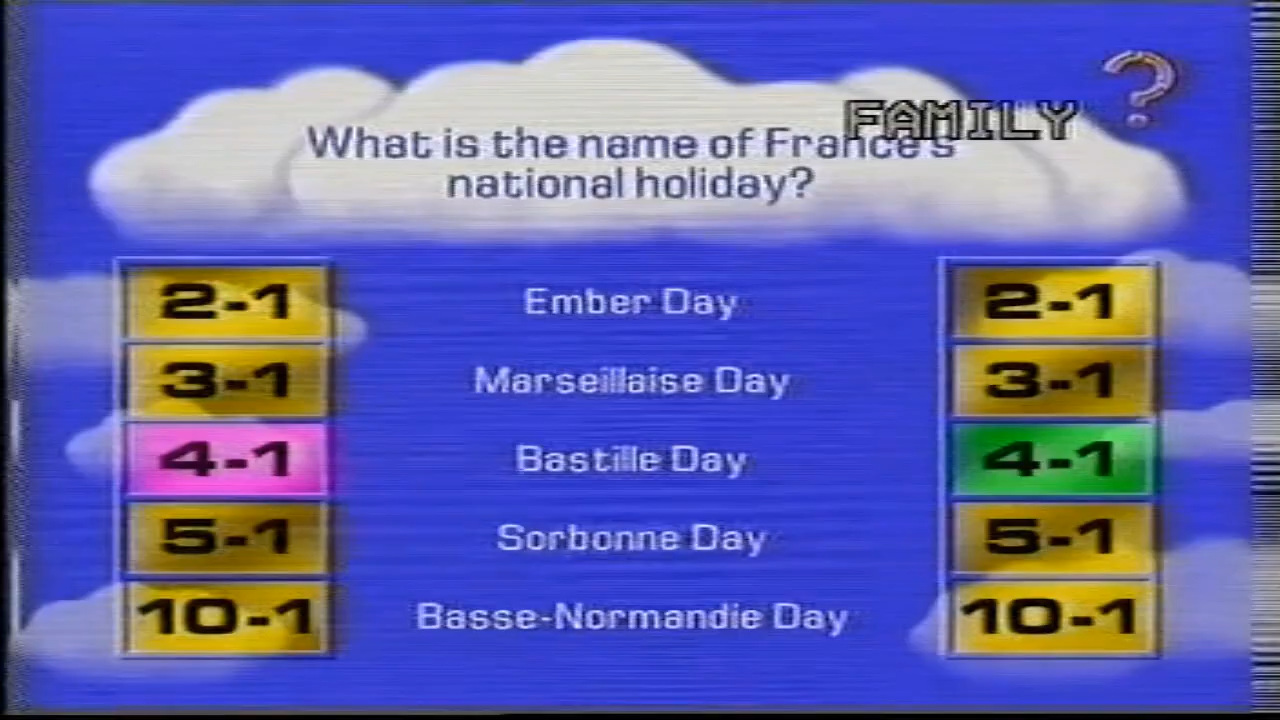 FAMILY ?
What is the name of France's
national holiday?
2-1 Ember Day 2-1
3-1 Marseillaise Day 3-1
4-1 Bastille Day 4-1
5-1 Sorbonne Day 5-1
10-1 Basse-Normandie Day 10-1